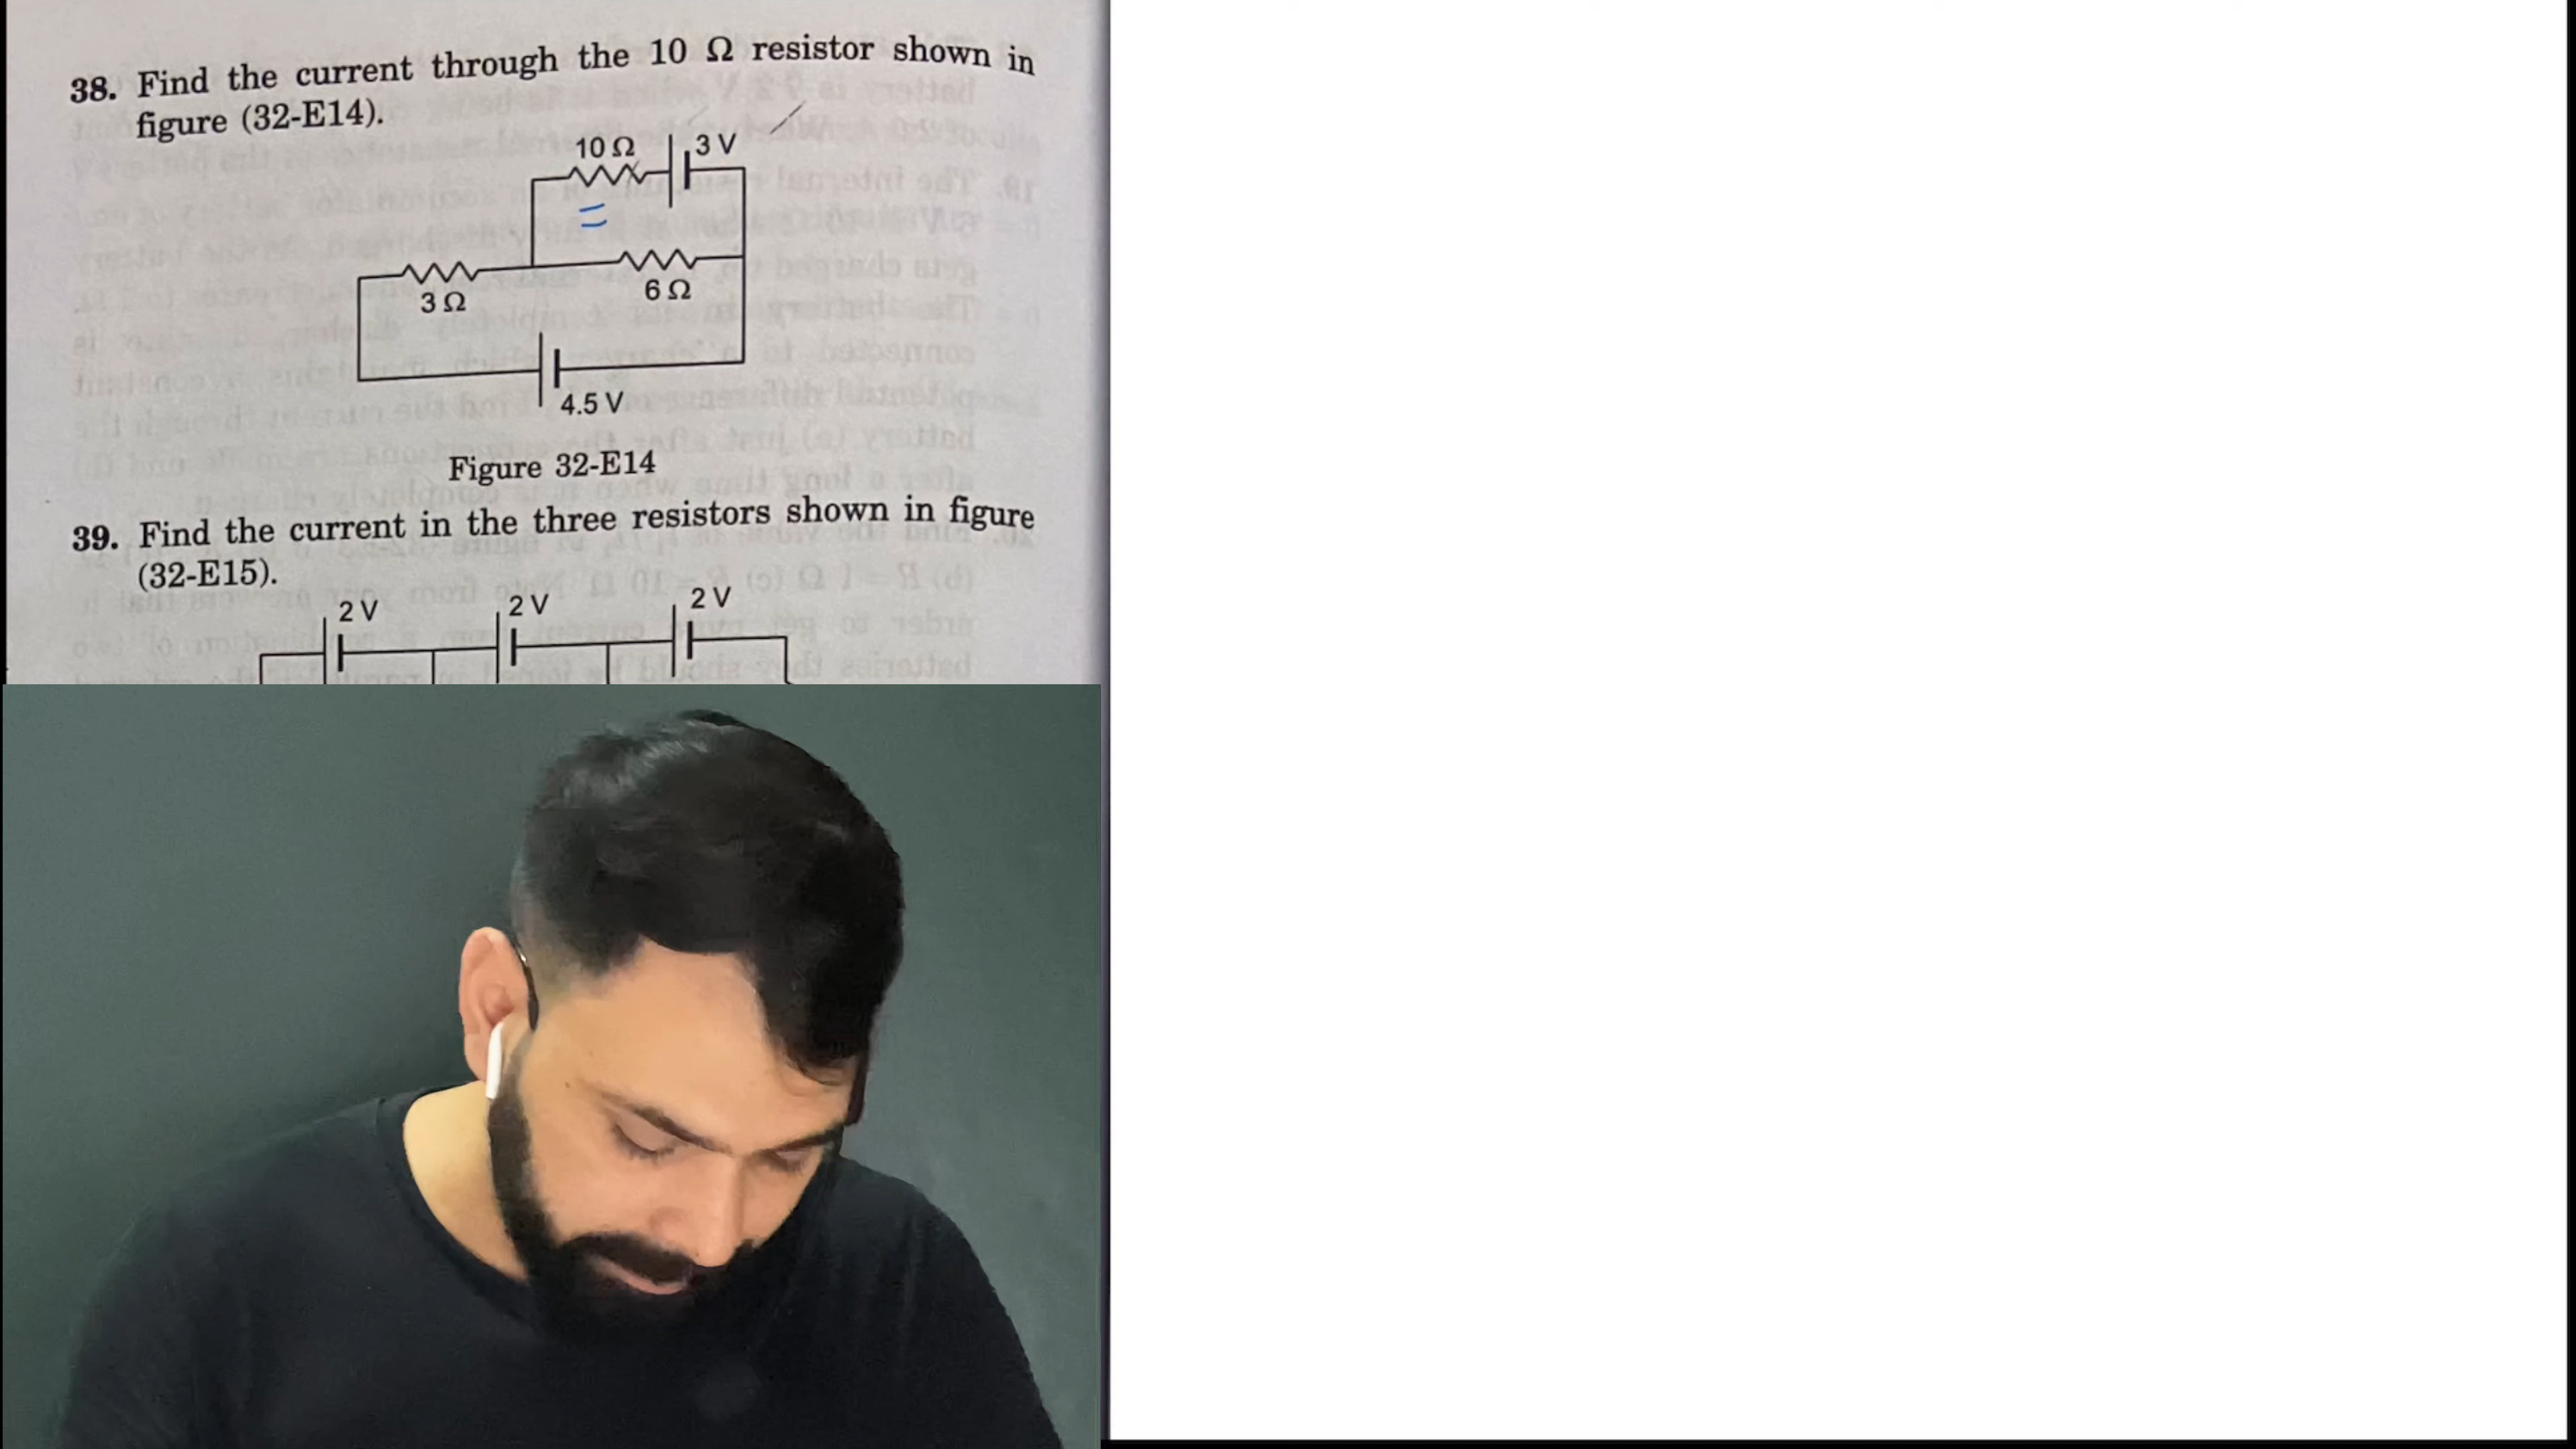 38. Find the current through the 10 Ω resistor shown in
figure (32-E14).
10 Ω
3 V
3 Ω
6 Ω
4.5 V
Figure 32-E14
39. Find the current in the three resistors shown in figure
(32-E15).
2 V
2 V
2 V